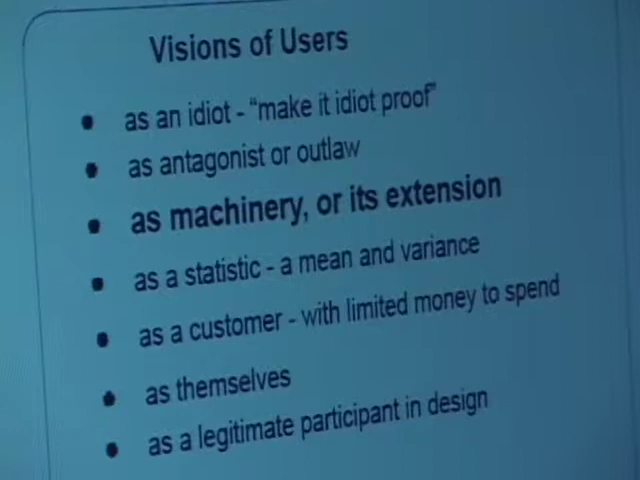 Visions of Users
• as an idiot - “make it idiot proof”
• as antagonist or outlaw
• as machinery, or its extension
• as a statistic - a mean and variance
• as a customer - with limited money to spend
• as themselves
• as a legitimate participant in design